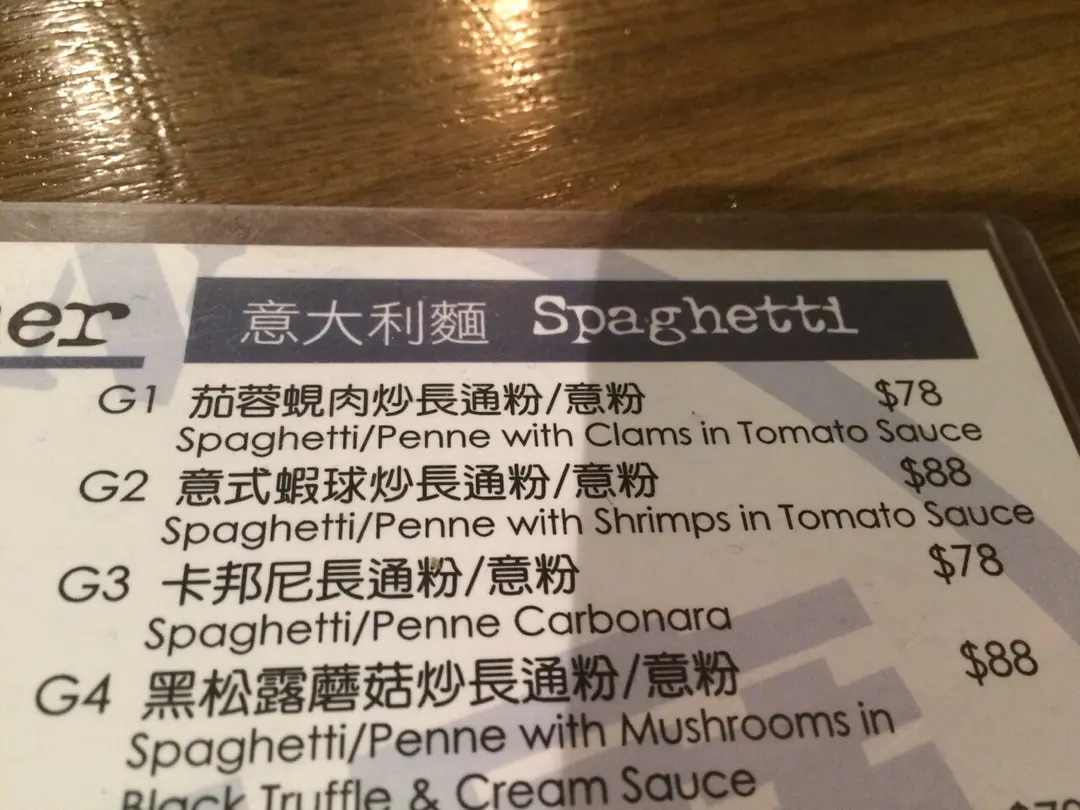 er
意大利麵 Spaghetti
G1 茄蓉蜆肉炒長通粉/意粉 $78
Spaghetti/Penne with Clams in Tomato Sauce
G2 意式蝦球炒長通粉/意粉 $88
Spaghetti/Penne with Shrimps in Tomato Sauce
G3 卡邦尼長通粉/意粉 $78
Spaghetti/Penne Carbonara
G4 黑松露蘑菇炒長通粉/意粉 $88
Spaghetti/Penne with Mushrooms in
Black Truffle & Cream Sauce